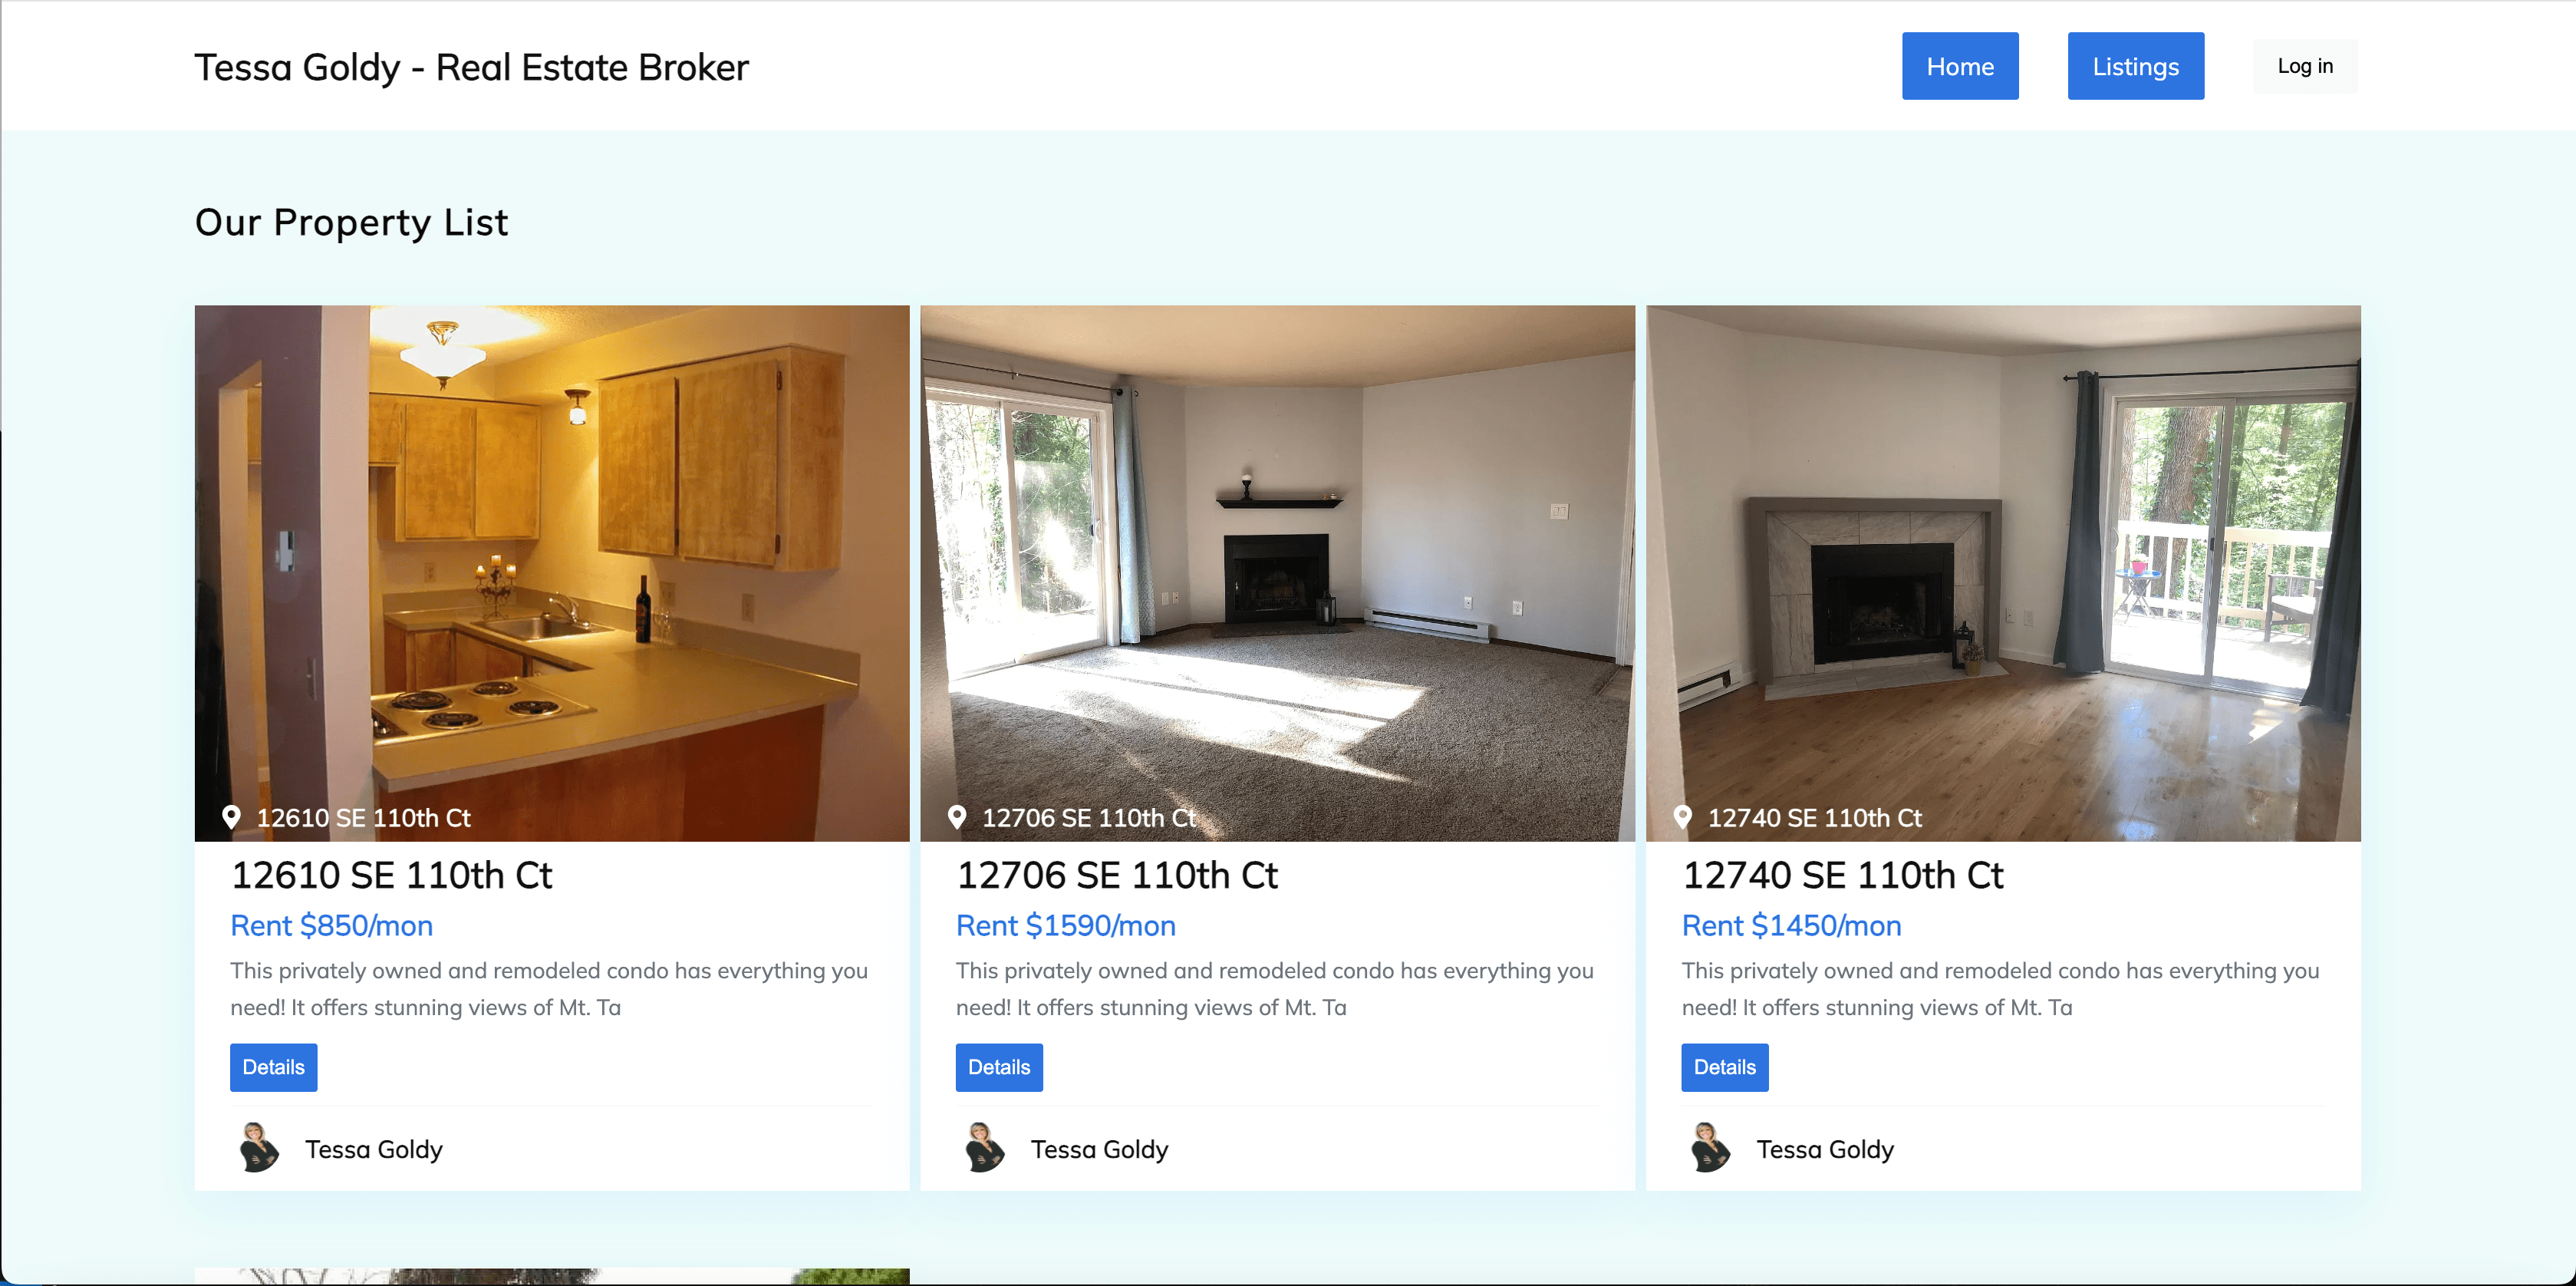 Tessa Goldy - Real Estate Broker
Home
Listings
Log in
Our Property List
12610 SE 110th Ct
12610 SE 110th Ct
Rent $850/mon
This privately owned and remodeled condo has everything you
need! It offers stunning views of Mt. Ta
Details
Tessa Goldy
12706 SE 110th Ct
12706 SE 110th Ct
Rent $1590/mon
This privately owned and remodeled condo has everything you
need! It offers stunning views of Mt. Ta
Details
Tessa Goldy
12740 SE 110th Ct
12740 SE 110th Ct
Rent $1450/mon
This privately owned and remodeled condo has everything you
need! It offers stunning views of Mt. Ta
Details
Tessa Goldy